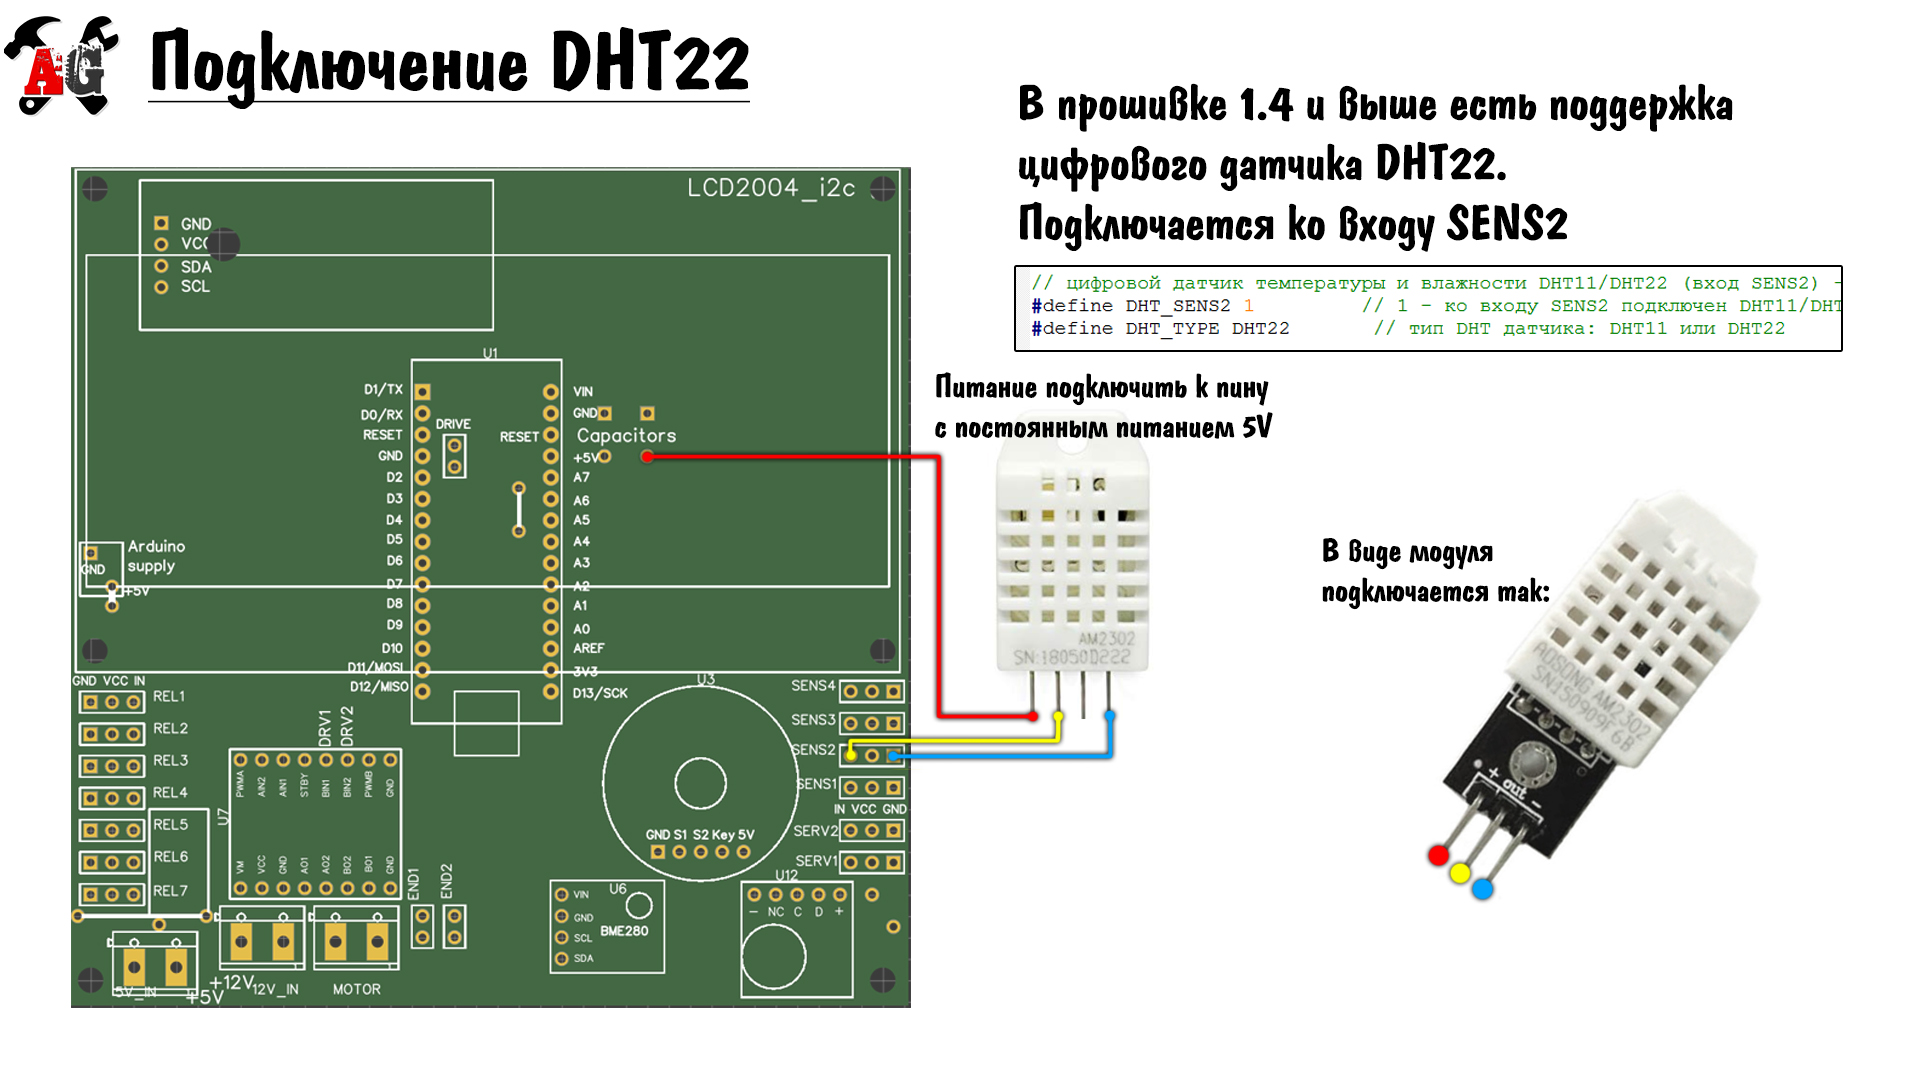 AG
Подключение DHT22
В прошивке 1.4 и выше есть поддержка
цифрового датчика DHT22.
Подключается ко входу SENS2
// цифровой датчик температуры и влажности DHT11/DHT22 (вход SENS2) -
#define DHT_SENS2 1 // 1 - ко входу SENS2 подключен DHT11/DHT
#define DHT_TYPE DHT22 // тип DHT датчика: DHT11 или DHT22
Питание подключить к пину
с постоянным питанием 5V
В виде модуля
подключается так:
LCD2004_i2c
GND
VCC
SDA
SCL
U1
D1/TX
D0/RX
RESET
GND
D2
D3
D4
D5
D6
D7
D8
D9
D10
D11/MOSI
D12/MISO
DRIVE
VIN
GND
RESET
+5V
A7
A6
A5
A4
A3
A2
A1
A0
AREF
3V3
D13/SCK
Capacitors
Arduino
supply
GND
+5V
GND VCC IN
REL1
REL2
REL3
REL4
REL5
REL6
REL7
DRV1
DRV2
U7
PWMA
AIN2
AIN1
STBY
BIN1
BIN2
PWMB
GND
VM
VCC
GND
AO1
AO2
BO2
BO1
GND
END1
END2
5V_IN
+5V
+12V
12V_IN
MOTOR
U3
GND S1 S2 Key 5V
SENS4
SENS3
SENS2
SENS1
IN VCC GND
SERV2
SERV1
U6
VIN
GND
SCL
SDA
BME280
U12
- NC C D +
AM2302
SN:18050D222
AOSONG AM2302
SN150909F6B
+ out -